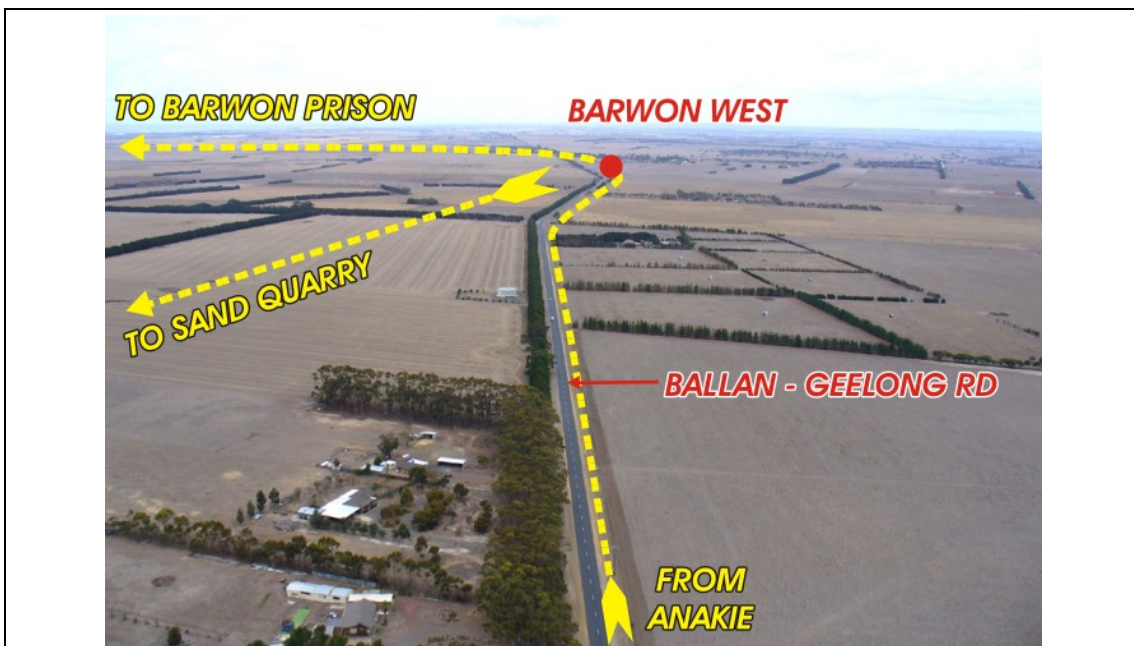 TO BARWON PRISON
BARWON WEST
TO SAND QUARRY
BALLAN - GEELONG RD
FROM
ANAKIE